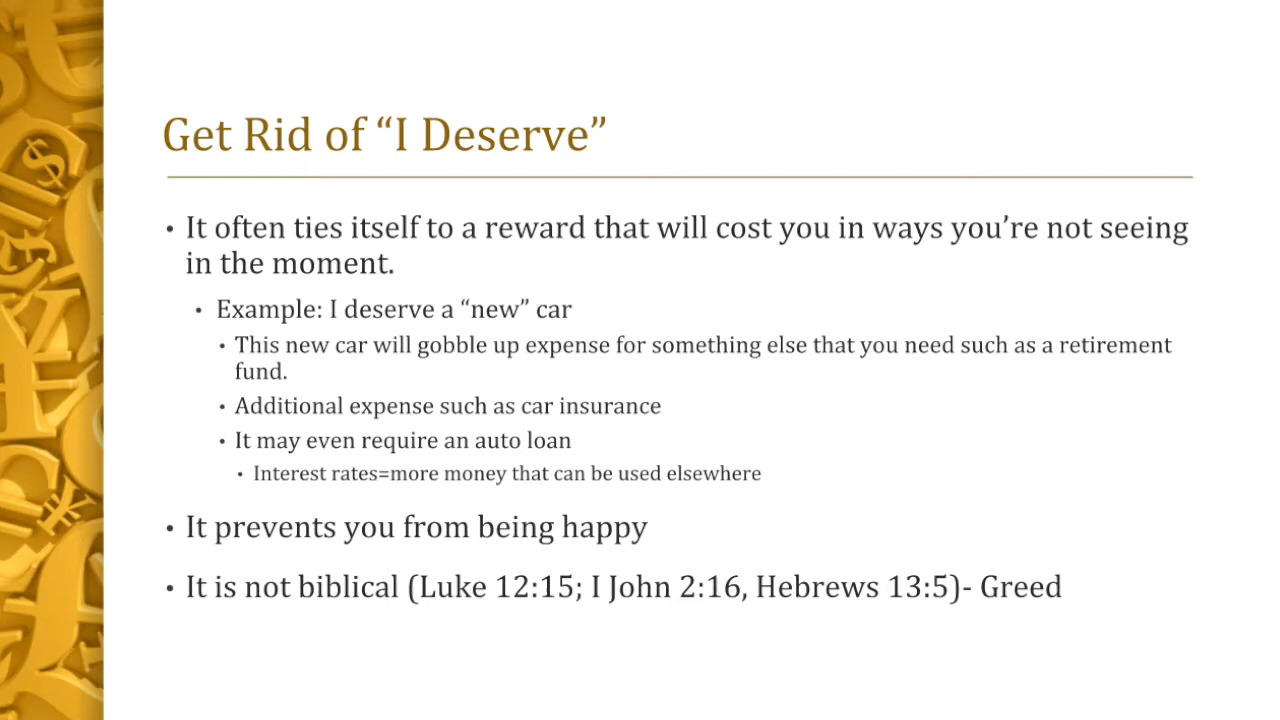 Get Rid of “I Deserve”
• It often ties itself to a reward that will cost you in ways you’re not seeing
in the moment.
• Example: I deserve a “new” car
• This new car will gobble up expense for something else that you need such as a retirement
fund.
• Additional expense such as car insurance
• It may even require an auto loan
• Interest rates=more money that can be used elsewhere
• It prevents you from being happy
• It is not biblical (Luke 12:15; I John 2:16, Hebrews 13:5)- Greed